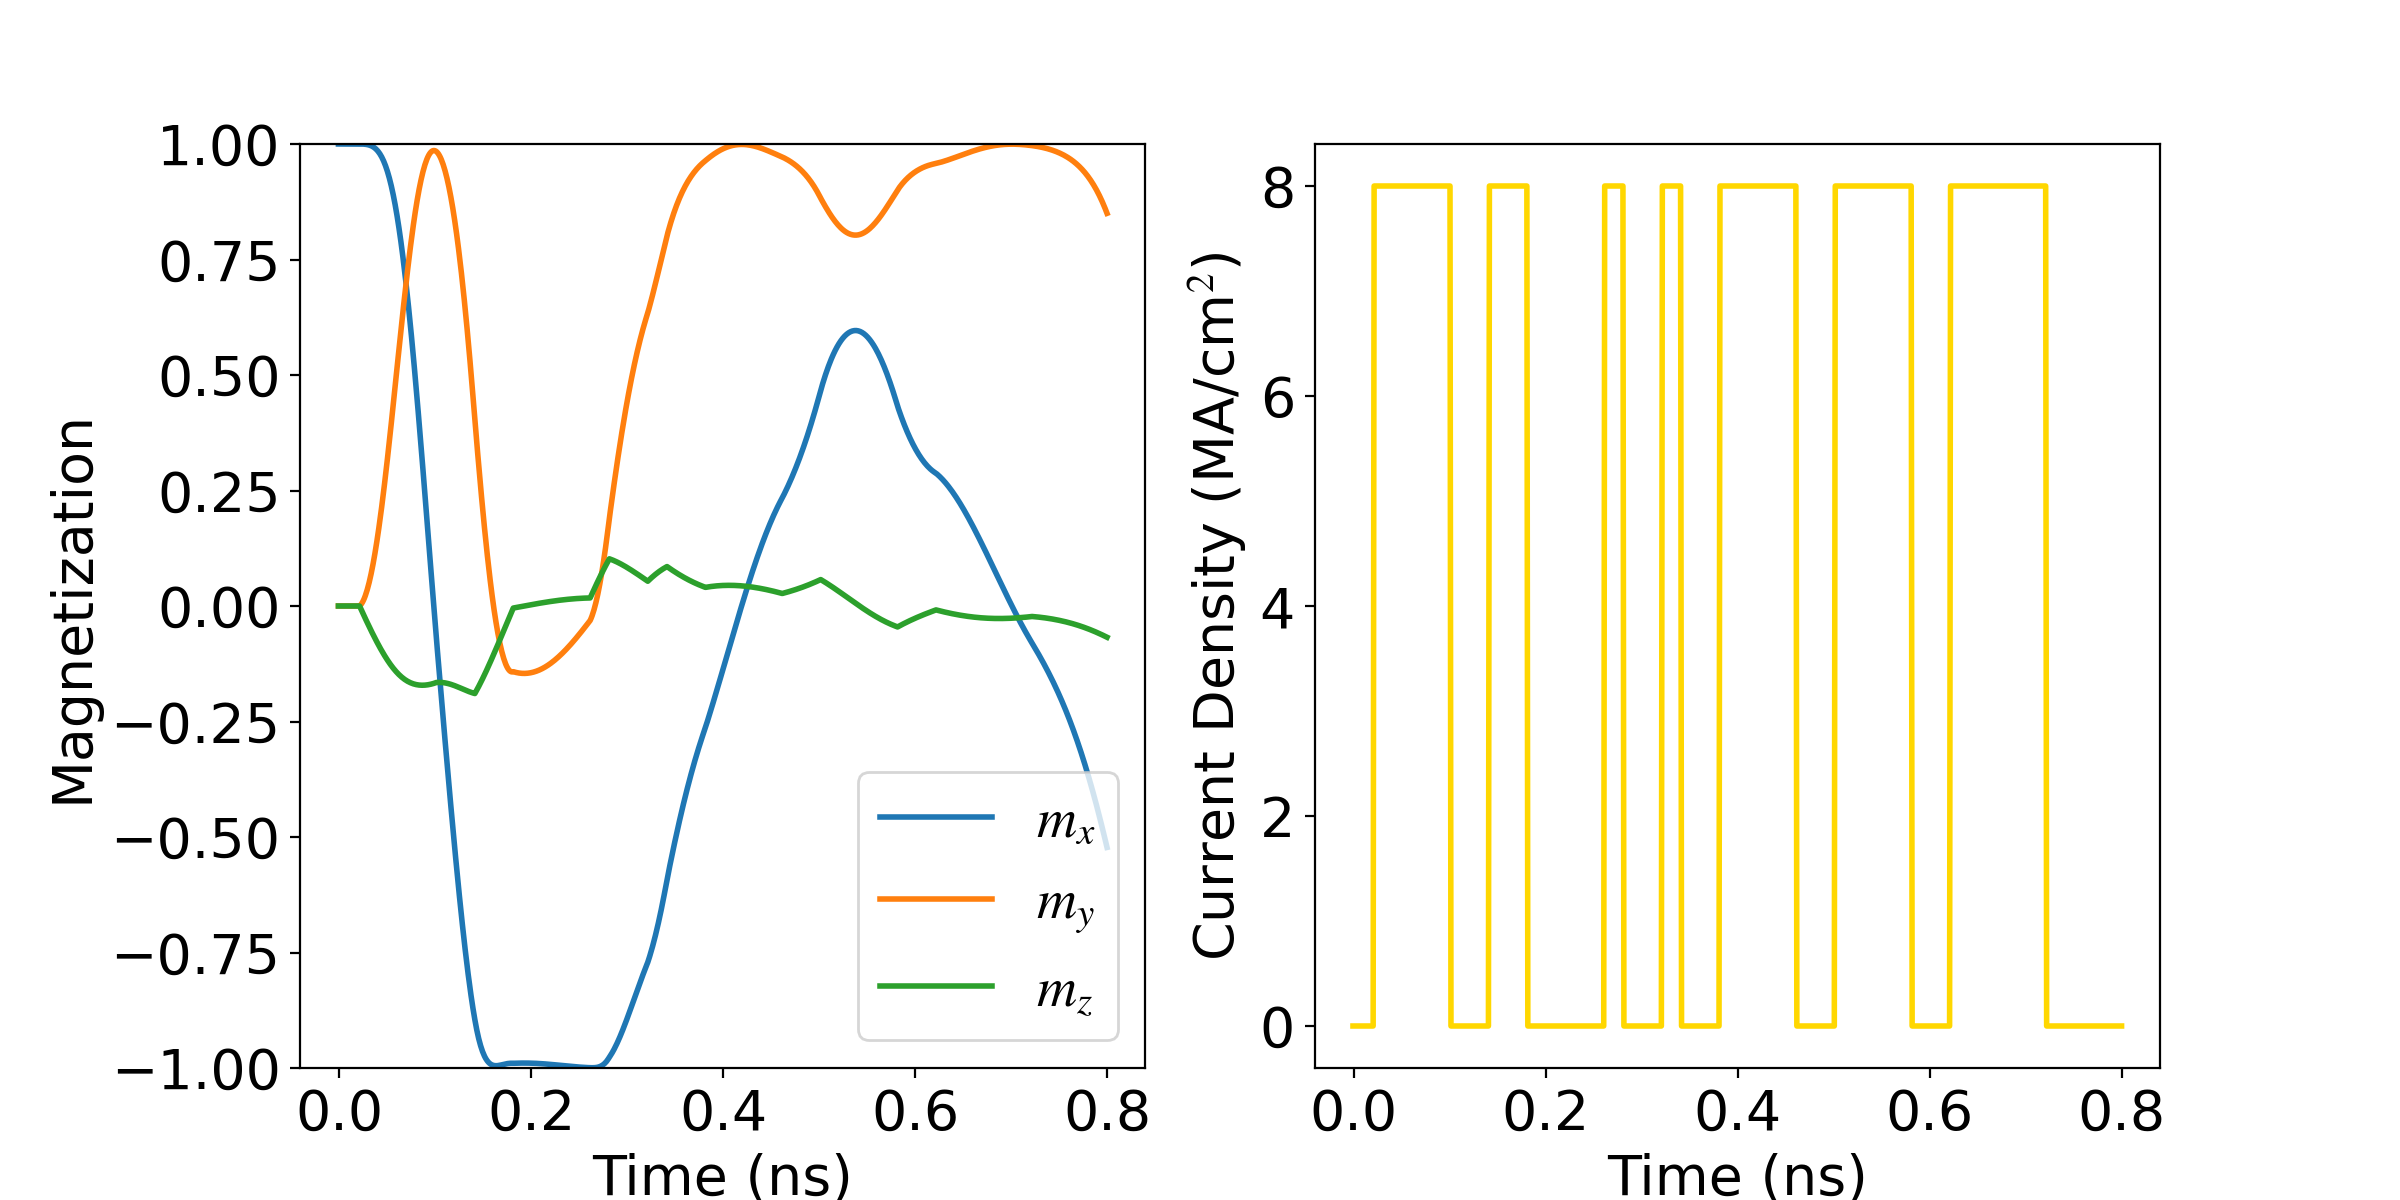 Magnetization
1.00
0.75
0.50
0.25
0.00
−0.25
−0.50
−0.75
−1.00
0.0 0.2 0.4 0.6 0.8
Time (ns)
m_x
m_y
m_z
Current Density (MA/cm²)
8
6
4
2
0
0.0 0.2 0.4 0.6 0.8
Time (ns)